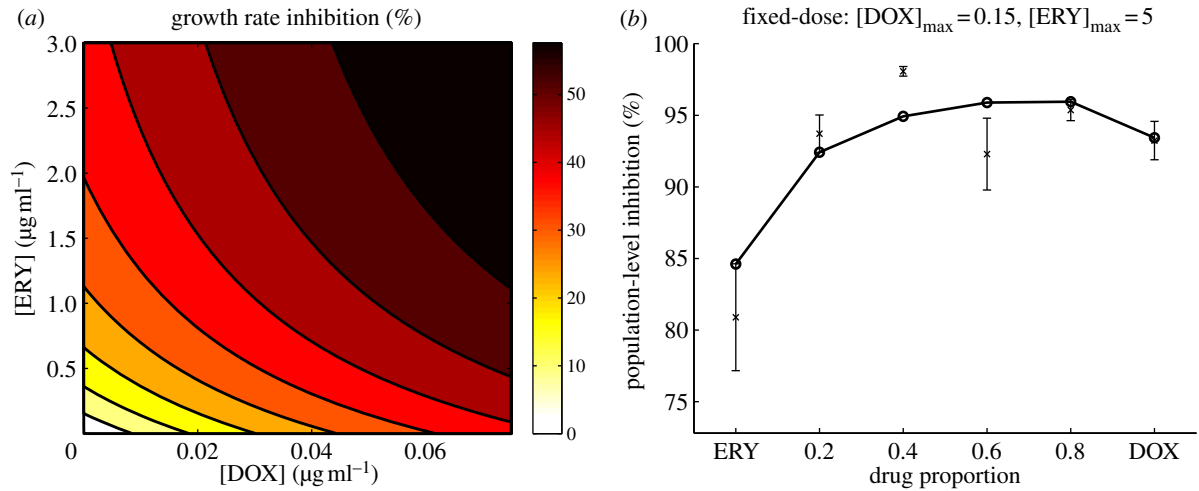 (a) growth rate inhibition (%)
3.0
2.5
2.0
1.5
1.0
0.5
[ERY] (µg ml⁻¹)
0 0.02 0.04 0.06
[DOX] (µg ml⁻¹)
50
40
30
20
10
0
(b) fixed-dose: [DOX]max = 0.15, [ERY]max = 5
100
95
90
85
80
75
population-level inhibition (%)
ERY 0.2 0.4 0.6 0.8 DOX
drug proportion